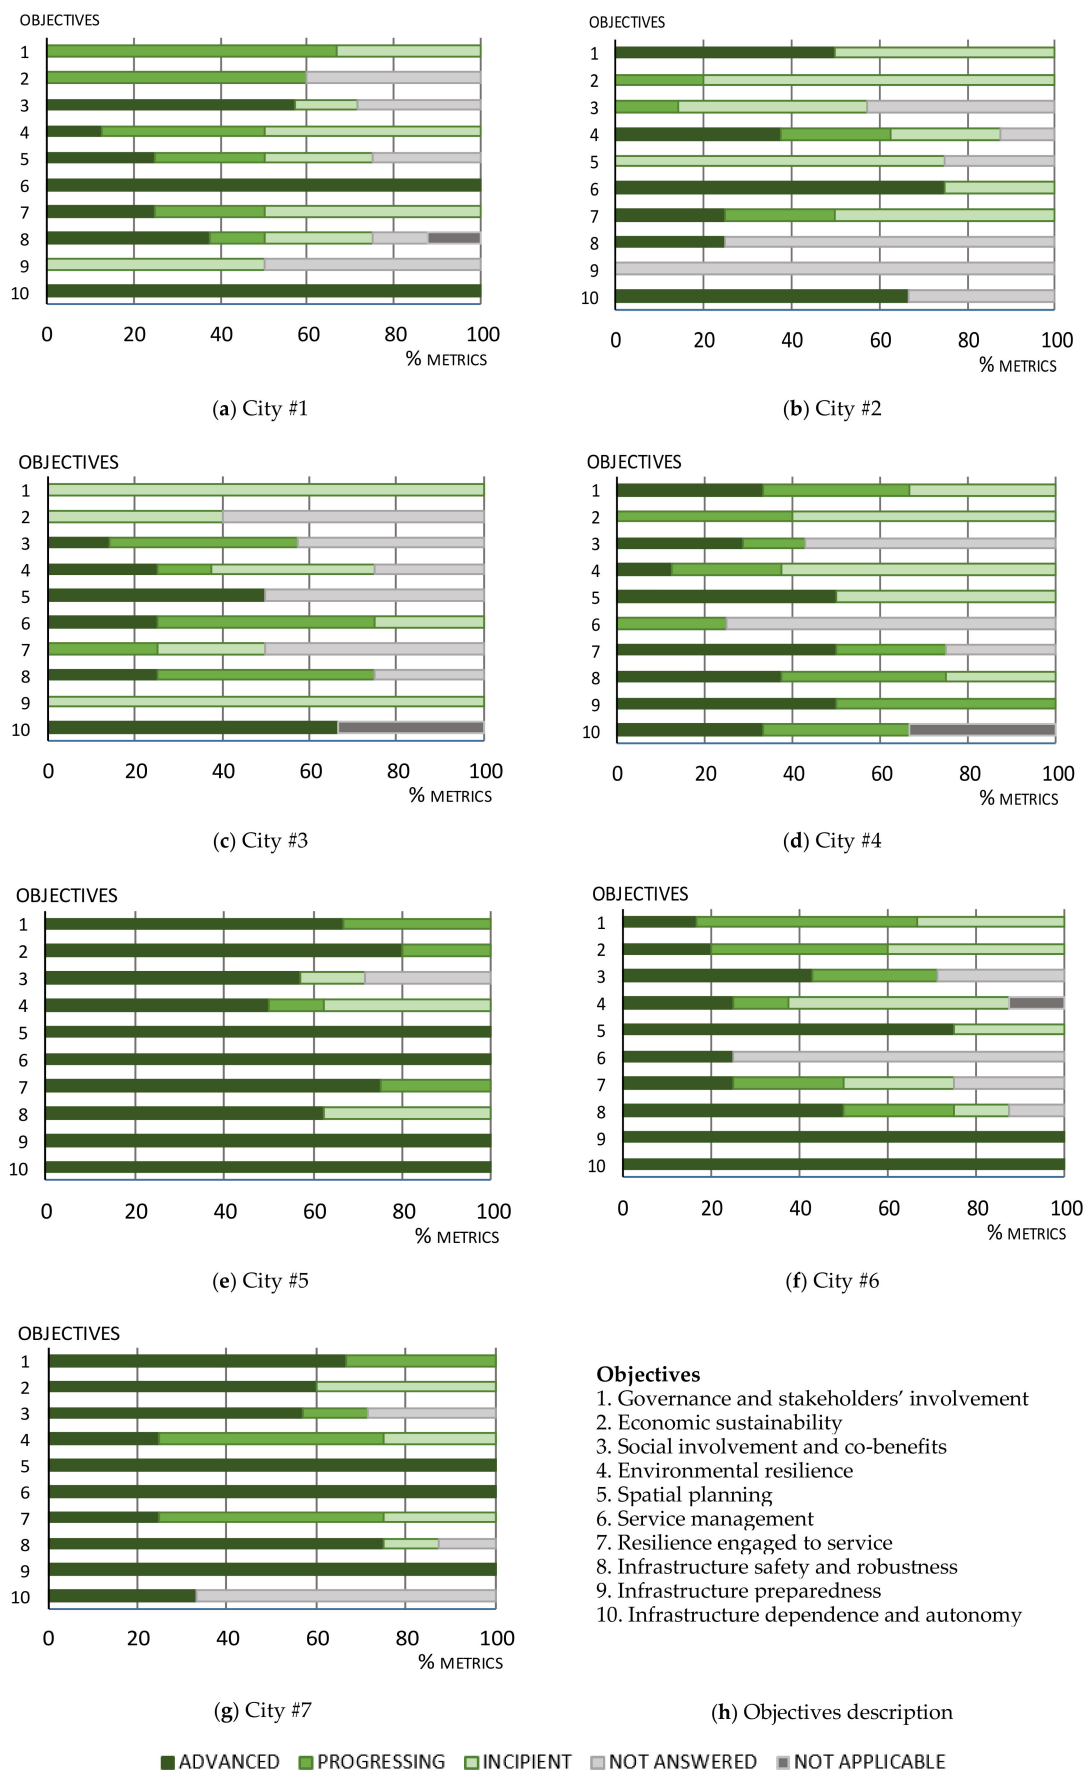 OBJECTIVES
1
2
3
4
5
6
7
8
9
10
0 20 40 60 80 100
% METRICS
(a) City #1
OBJECTIVES
1
2
3
4
5
6
7
8
9
10
0 20 40 60 80 100
% METRICS
(b) City #2
OBJECTIVES
1
2
3
4
5
6
7
8
9
10
0 20 40 60 80 100
% METRICS
(c) City #3
OBJECTIVES
1
2
3
4
5
6
7
8
9
10
0 20 40 60 80 100
% METRICS
(d) City #4
OBJECTIVES
1
2
3
4
5
6
7
8
9
10
0 20 40 60 80 100
% METRICS
(e) City #5
OBJECTIVES
1
2
3
4
5
6
7
8
9
10
0 20 40 60 80 100
% METRICS
(f) City #6
OBJECTIVES
1
2
3
4
5
6
7
8
9
10
0 20 40 60 80 100
% METRICS
(g) City #7
Objectives
1. Governance and stakeholders’ involvement
2. Economic sustainability
3. Social involvement and co-benefits
4. Environmental resilience
5. Spatial planning
6. Service management
7. Resilience engaged to service
8. Infrastructure safety and robustness
9. Infrastructure preparedness
10. Infrastructure dependence and autonomy
(h) Objectives description
ADVANCED PROGRESSING INCIPIENT NOT ANSWERED NOT APPLICABLE